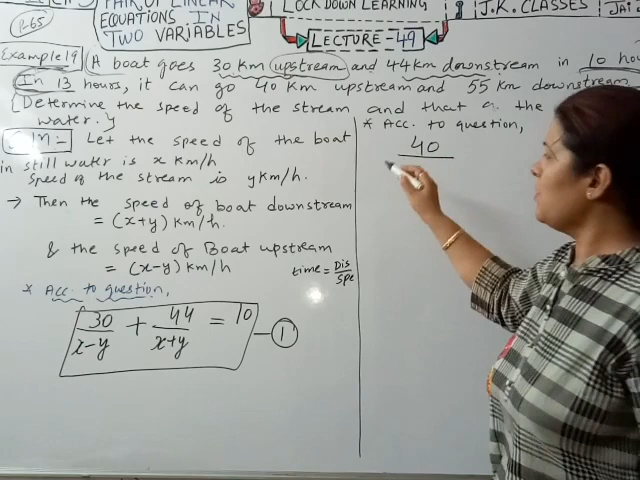 PAIR OF LINEAR
EQUATIONS IN
TWO VARIABLES
LOCKDOWN LEARNING
J.K. CLASSES
LECTURE - 49
P-65
Example 19 A boat goes 30 Km upstream and 44 km downstream in 10 hours
In 13 hours, it can go 40 Km upstream and 55 Km downstream
Determine the speed of the stream and that o the
water. y
Soln:- Let the speed of the boat
in still water is x Km/h
Speed of the stream is y km/h.
→ Then the speed of boat downstream
= (x+y) Km/h.
& the speed of Boat upstream
= (x-y) Km/h
time = Dis/Spe
* Acc. to question,
30/x-y + 44/x+y = 10 — 1
* Acc. to question,
40